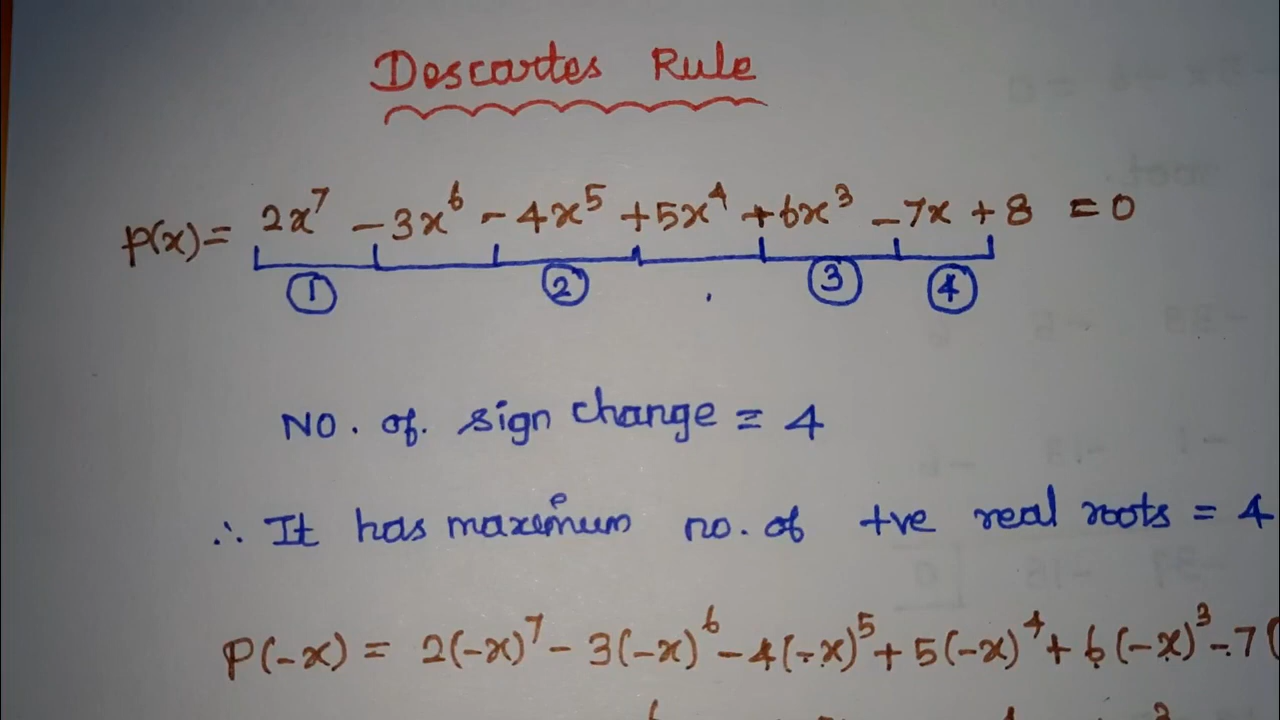 Descartes Rule
P(x) = 2x⁷ - 3x⁶ - 4x⁵ + 5x⁴ + 6x³ - 7x + 8 = 0
① ② ③ ④
NO. of. sign change = 4
∴ It has maximum no. of +ve real roots = 4
P(-x) = 2(-x)⁷ - 3(-x)⁶ - 4(-x)⁵ + 5(-x)⁴ + 6(-x)³ - 7(